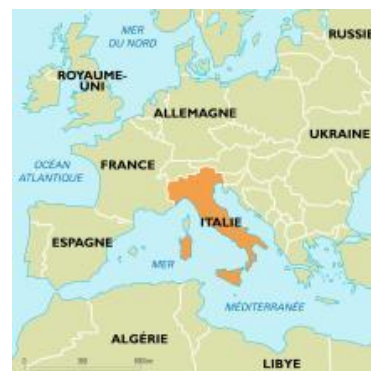 MER
DU NORD
RUSSIE
ROYAUME-
UNI
ALLEMAGNE
UKRAINE
OCÉAN
ATLANTIQUE
FRANCE
ITALIE
ESPAGNE
MER
MÉDITERRANÉE
ALGÉRIE
LIBYE